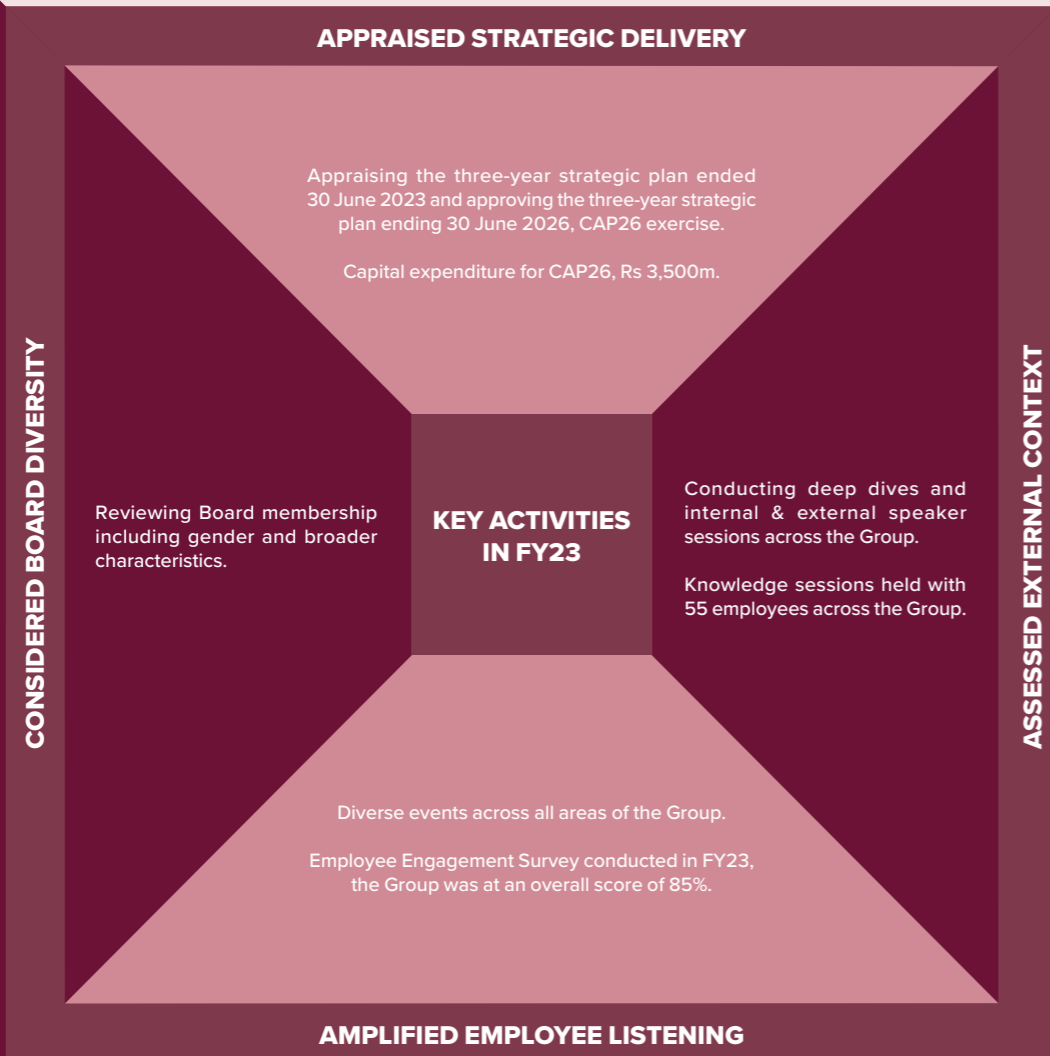 APPRAISED STRATEGIC DELIVERY
Appraising the three-year strategic plan ended
30 June 2023 and approving the three-year strategic
plan ending 30 June 2026, CAP26 exercise.
Capital expenditure for CAP26, Rs 3,500m.
CONSIDERED BOARD DIVERSITY
Reviewing Board membership
including gender and broader
characteristics.
KEY ACTIVITIES
IN FY23
Conducting deep dives and
internal & external speaker
sessions across the Group.
Knowledge sessions held with
55 employees across the Group.
ASSESSED EXTERNAL CONTEXT
Diverse events across all areas of the Group.
Employee Engagement Survey conducted in FY23,
the Group was at an overall score of 85%.
AMPLIFIED EMPLOYEE LISTENING